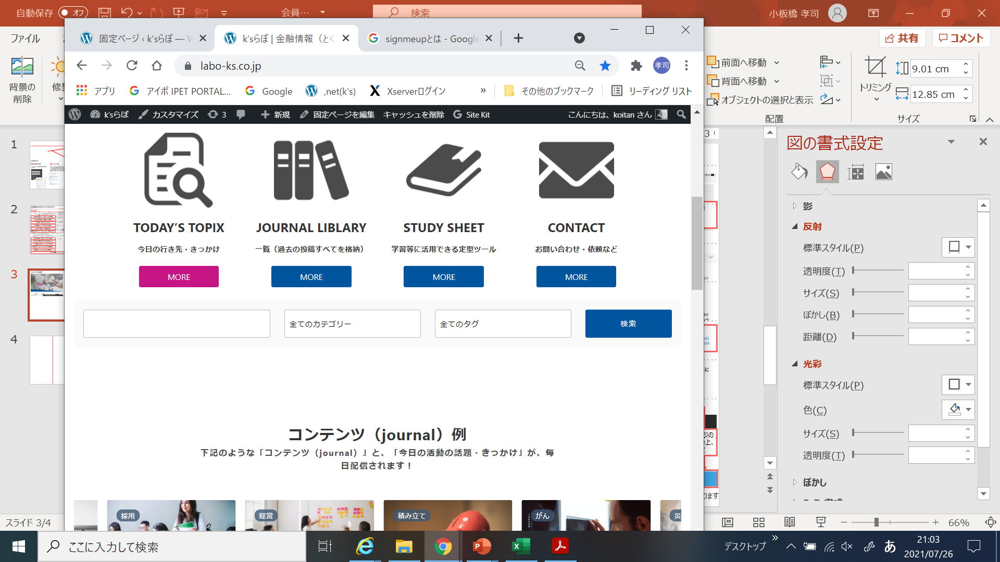 自動保存
オフ
会員…
検索
小板橋 孝司
ファイル
共有
コメント
背景の
削除
修整
前面へ移動
背面へ移動
オブジェクトの選択と表示
配置
トリミング
9.01 cm
12.85 cm
サイズ
固定ページ ‹ k'sらぼ — W
k'sらぼ | 金融情報（とく
signmeupとは - Google
labo-ks.co.jp
孝司
アプリ
アイポ IPET PORTAL...
Google
,net(k's)
Xserverログイン
»
その他のブックマーク
リーディング リスト
k'sらぼ
カスタマイズ
3
新規
固定ページを編集
キャッシュを削除
Site Kit
こんにちは、koitan さん
TODAY'S TOPIX
今日の行き先・きっかけ
MORE
JOURNAL LIBLARY
一覧（過去の投稿すべてを格納）
MORE
STUDY SHEET
学習等に活用できる定型ツール
MORE
CONTACT
お問い合わせ・依頼など
MORE
全てのカテゴリー
全てのタグ
検索
コンテンツ（journal）例
下記のような「コンテンツ（journal）」と、「今日の活動の話題・きっかけ」が、毎
日配信されます！
採用
経営
積み立て
がん
災
1
2
3
4
3
ジの
上、
ります
図の書式設定
影
反射
標準スタイル(P)
透明度(T)
サイズ(S)
ぼかし(B)
距離(D)
光彩
標準スタイル(P)
色(C)
サイズ(S)
透明度(T)
ぼかし
スライド 3/4
66%
ここに入力して検索
デスクトップ
»
あ
21:03
2021/07/26